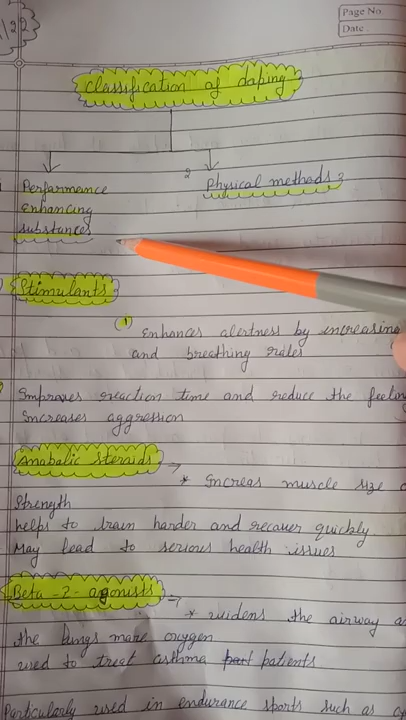 Page No.
Date
Classification of doping
Performance
Enhancing
substances
2 Physical methods :
Stimulants
1 Enhances alertness by increasing
and breathing rates
Improves reaction time and reduce the
Increases aggression
Anabalic steroids →
* Increas muscle size
Strength
helps to train harder and recover quickly
May lead to serious health issues
Beta-2-agonists →
* widens the airway
the lungs more oxygen
used to treat asthma patients
Particularly used in endurance sports such as